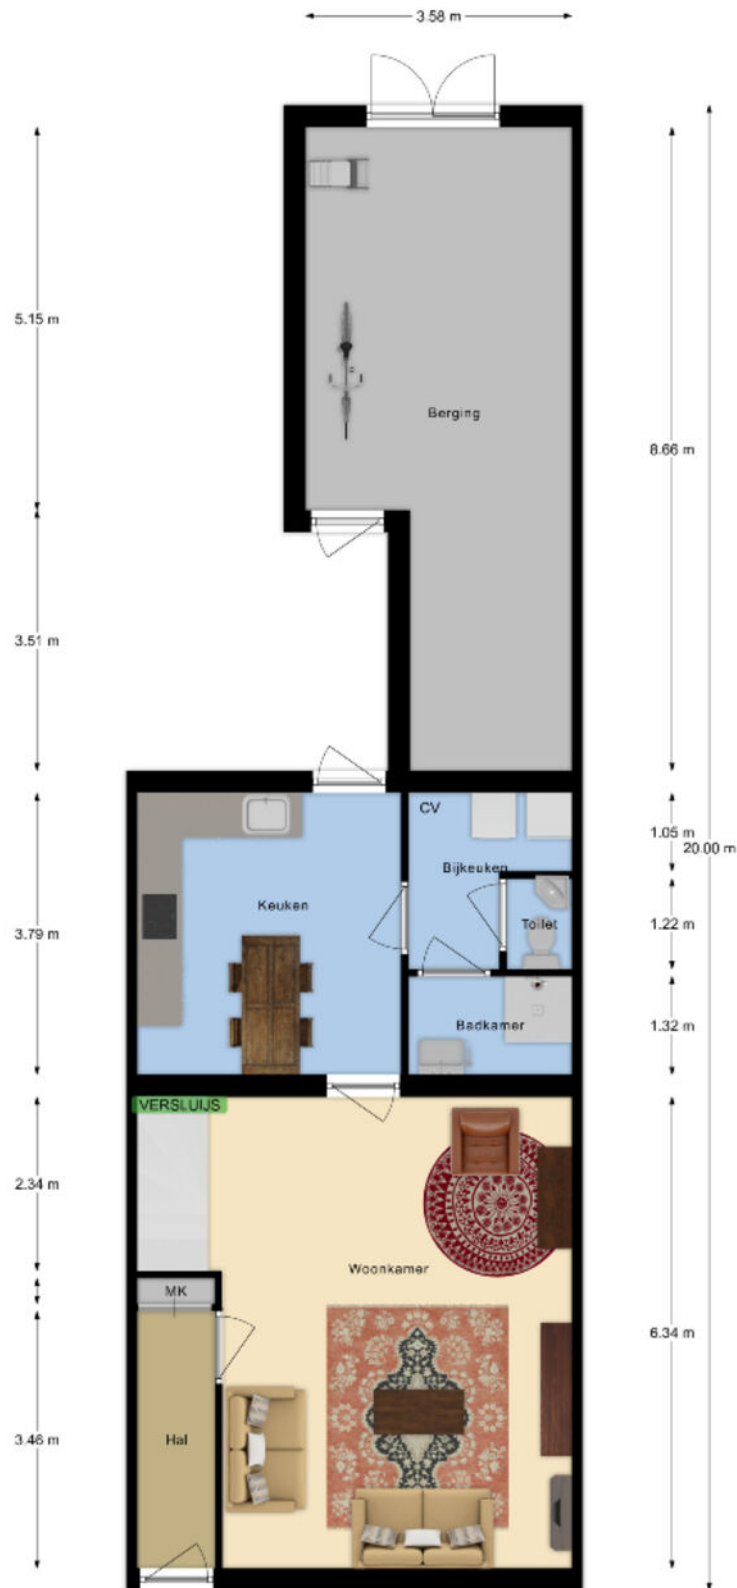 3.58 m
5.15 m
Berging
8.66 m
3.51 m
CV
1.05 m
20.00 m
Bijkeuken
Keuken
Toilet
1.22 m
3.79 m
Badkamer
1.32 m
VERSLUIJS
2.34 m
Woonkamer
MK
6.34 m
3.46 m
Hal